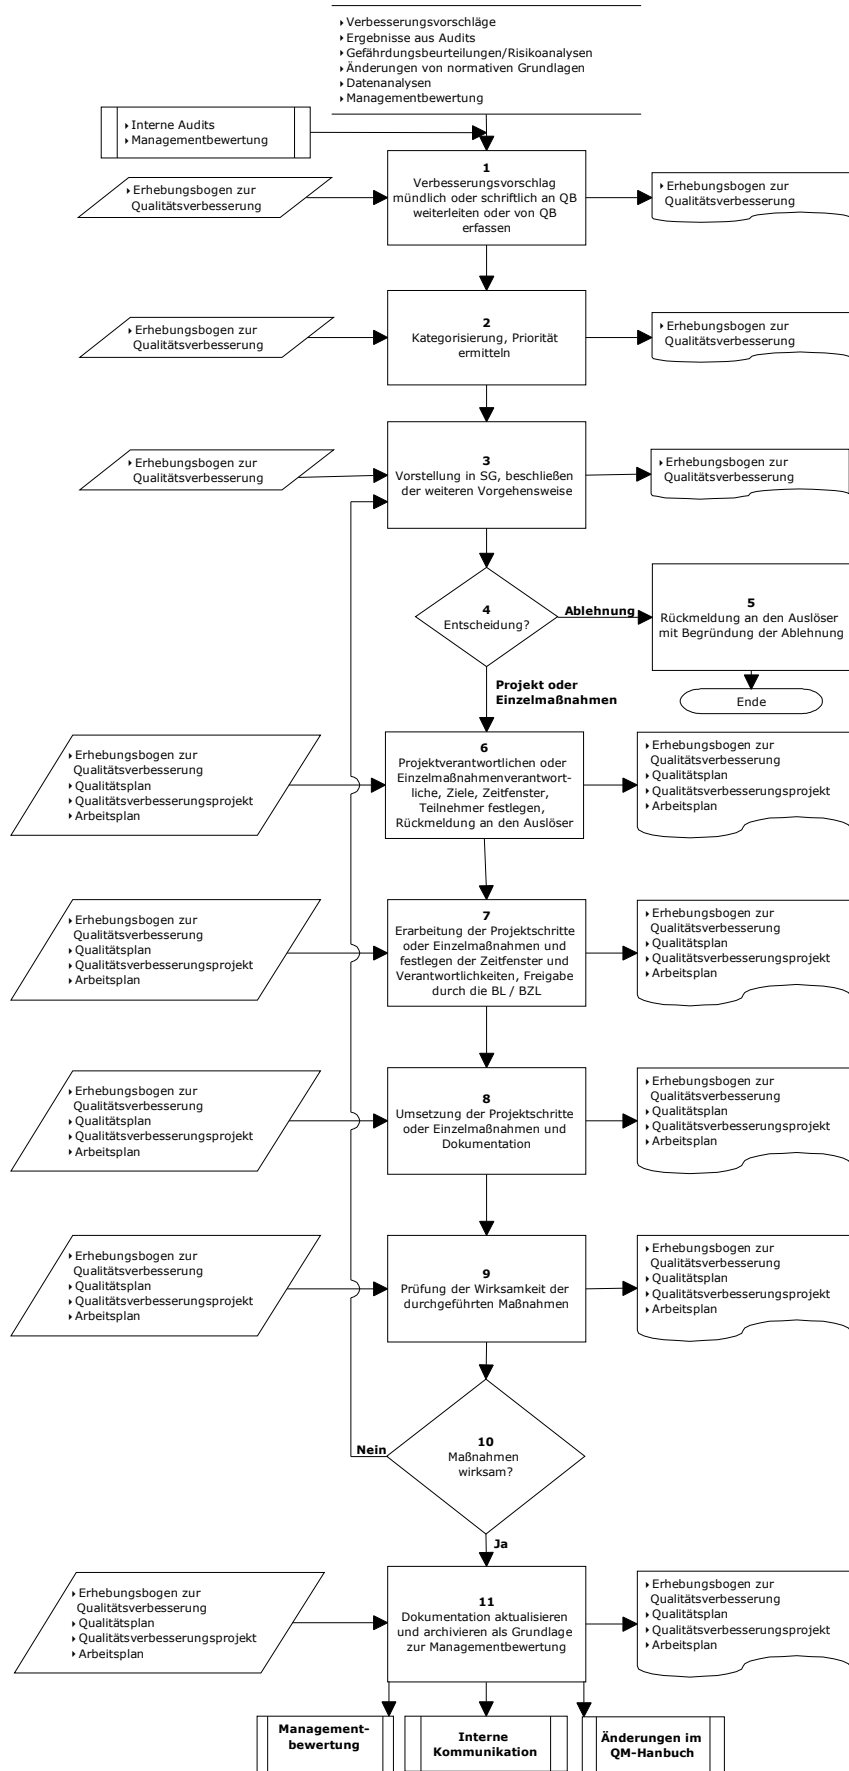 ‣ Verbesserungsvorschläge
‣ Ergebnisse aus Audits
‣ Gefährdungsbeurteilungen/Risikoanalysen
‣ Änderungen von normativen Grundlagen
‣ Datenanalysen
‣ Managementbewertung
‣ Interne Audits
‣ Managementbewertung
‣ Erhebungsbogen zur
Qualitätsverbesserung
1
Verbesserungsvorschlag
mündlich oder schriftlich an QB
weiterleiten oder von QB
erfassen
‣ Erhebungsbogen zur
Qualitätsverbesserung
‣ Erhebungsbogen zur
Qualitätsverbesserung
2
Kategorisierung, Priorität
ermitteln
‣ Erhebungsbogen zur
Qualitätsverbesserung
‣ Erhebungsbogen zur
Qualitätsverbesserung
3
Vorstellung in SG, beschließen
der weiteren Vorgehensweise
‣ Erhebungsbogen zur
Qualitätsverbesserung
4
Entscheidung?
Ablehnung
5
Rückmeldung an den Auslöser
mit Begründung der Ablehnung
Ende
Projekt oder
Einzelmaßnahmen
‣ Erhebungsbogen zur
Qualitätsverbesserung
‣ Qualitätsplan
‣ Qualitätsverbesserungsprojekt
‣ Arbeitsplan
6
Projektverantwortlichen oder
Einzelmaßnahmenverantwort-
liche, Ziele, Zeitfenster,
Teilnehmer festlegen,
Rückmeldung an den Auslöser
‣ Erhebungsbogen zur
Qualitätsverbesserung
‣ Qualitätsplan
‣ Qualitätsverbesserungsprojekt
‣ Arbeitsplan
‣ Erhebungsbogen zur
Qualitätsverbesserung
‣ Qualitätsplan
‣ Qualitätsverbesserungsprojekt
‣ Arbeitsplan
7
Erarbeitung der Projektschritte
oder Einzelmaßnahmen und
festlegen der Zeitfenster und
Verantwortlichkeiten, Freigabe
durch die BL / BZL
‣ Erhebungsbogen zur
Qualitätsverbesserung
‣ Qualitätsplan
‣ Qualitätsverbesserungsprojekt
‣ Arbeitsplan
‣ Erhebungsbogen zur
Qualitätsverbesserung
‣ Qualitätsplan
‣ Qualitätsverbesserungsprojekt
‣ Arbeitsplan
8
Umsetzung der Projektschritte
oder Einzelmaßnahmen und
Dokumentation
‣ Erhebungsbogen zur
Qualitätsverbesserung
‣ Qualitätsplan
‣ Qualitätsverbesserungsprojekt
‣ Arbeitsplan
‣ Erhebungsbogen zur
Qualitätsverbesserung
‣ Qualitätsplan
‣ Qualitätsverbesserungsprojekt
‣ Arbeitsplan
9
Prüfung der Wirksamkeit der
durchgeführten Maßnahmen
‣ Erhebungsbogen zur
Qualitätsverbesserung
‣ Qualitätsplan
‣ Qualitätsverbesserungsprojekt
‣ Arbeitsplan
Nein
10
Maßnahmen
wirksam?
Ja
‣ Erhebungsbogen zur
Qualitätsverbesserung
‣ Qualitätsplan
‣ Qualitätsverbesserungsprojekt
‣ Arbeitsplan
11
Dokumentation aktualisieren
und archivieren als Grundlage
zur Managementbewertung
‣ Erhebungsbogen zur
Qualitätsverbesserung
‣ Qualitätsplan
‣ Qualitätsverbesserungsprojekt
‣ Arbeitsplan
Management-
bewertung
Interne
Kommunikation
Änderungen im
QM-Hanbuch